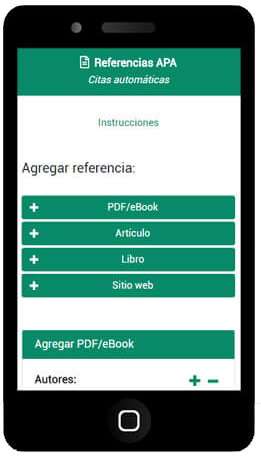 Referencias APA
Citas automáticas
Instrucciones
Agregar referencia:
PDF/eBook
Artículo
Libro
Sitio web
Agregar PDF/eBook
Autores: